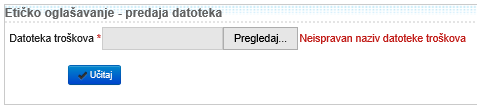 Etičko oglašavanje - predaja datoteka
Datoteka troškova * Pregledaj... Neispravan naziv datoteke troškova
Učitaj